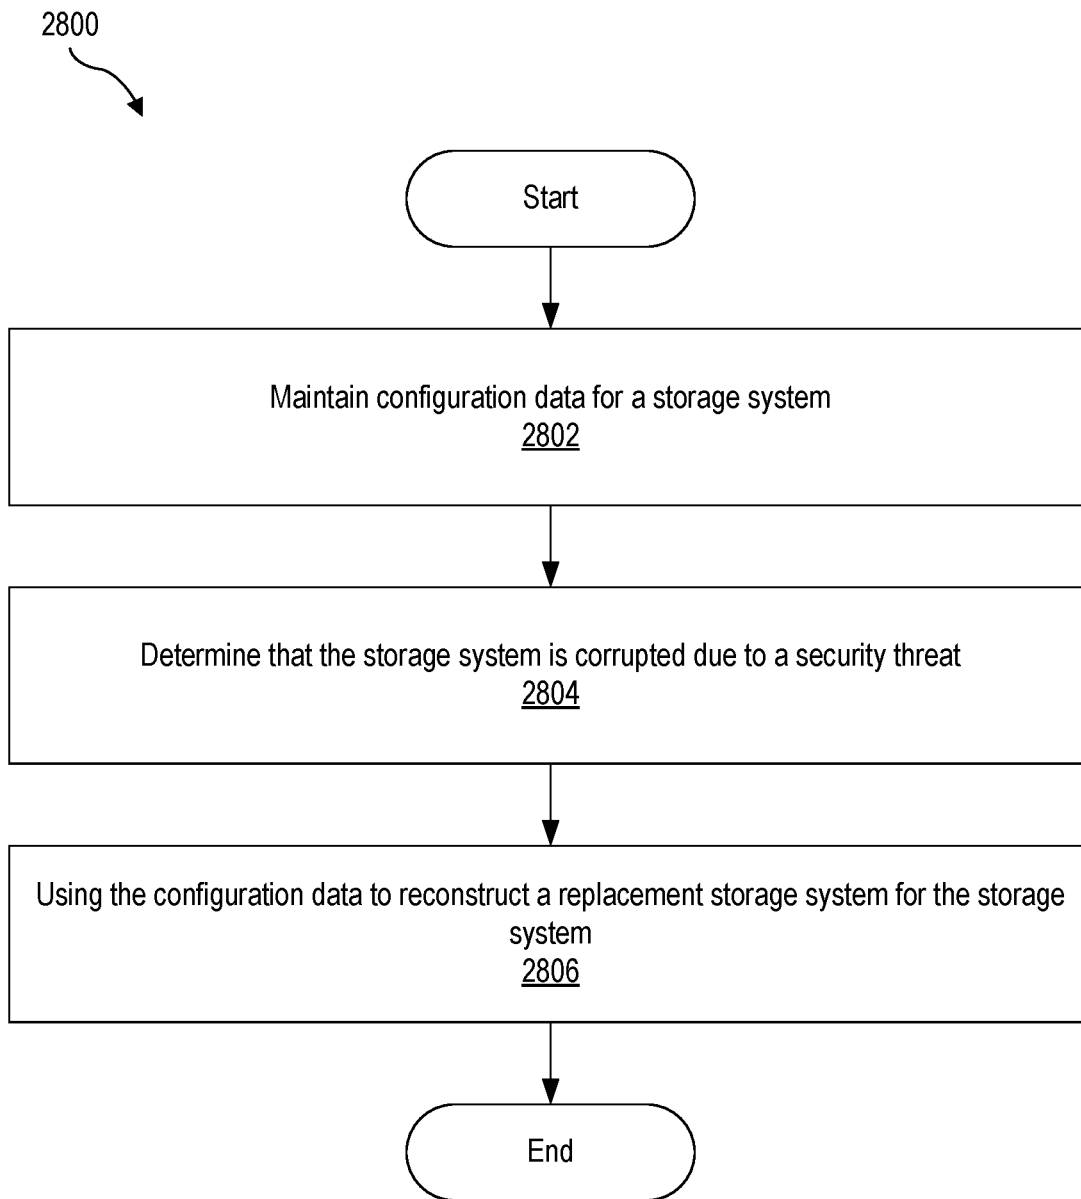 2800
Start
Maintain configuration data for a storage system
2802
Determine that the storage system is corrupted due to a security threat
2804
Using the configuration data to reconstruct a replacement storage system for the storage
system
2806
End